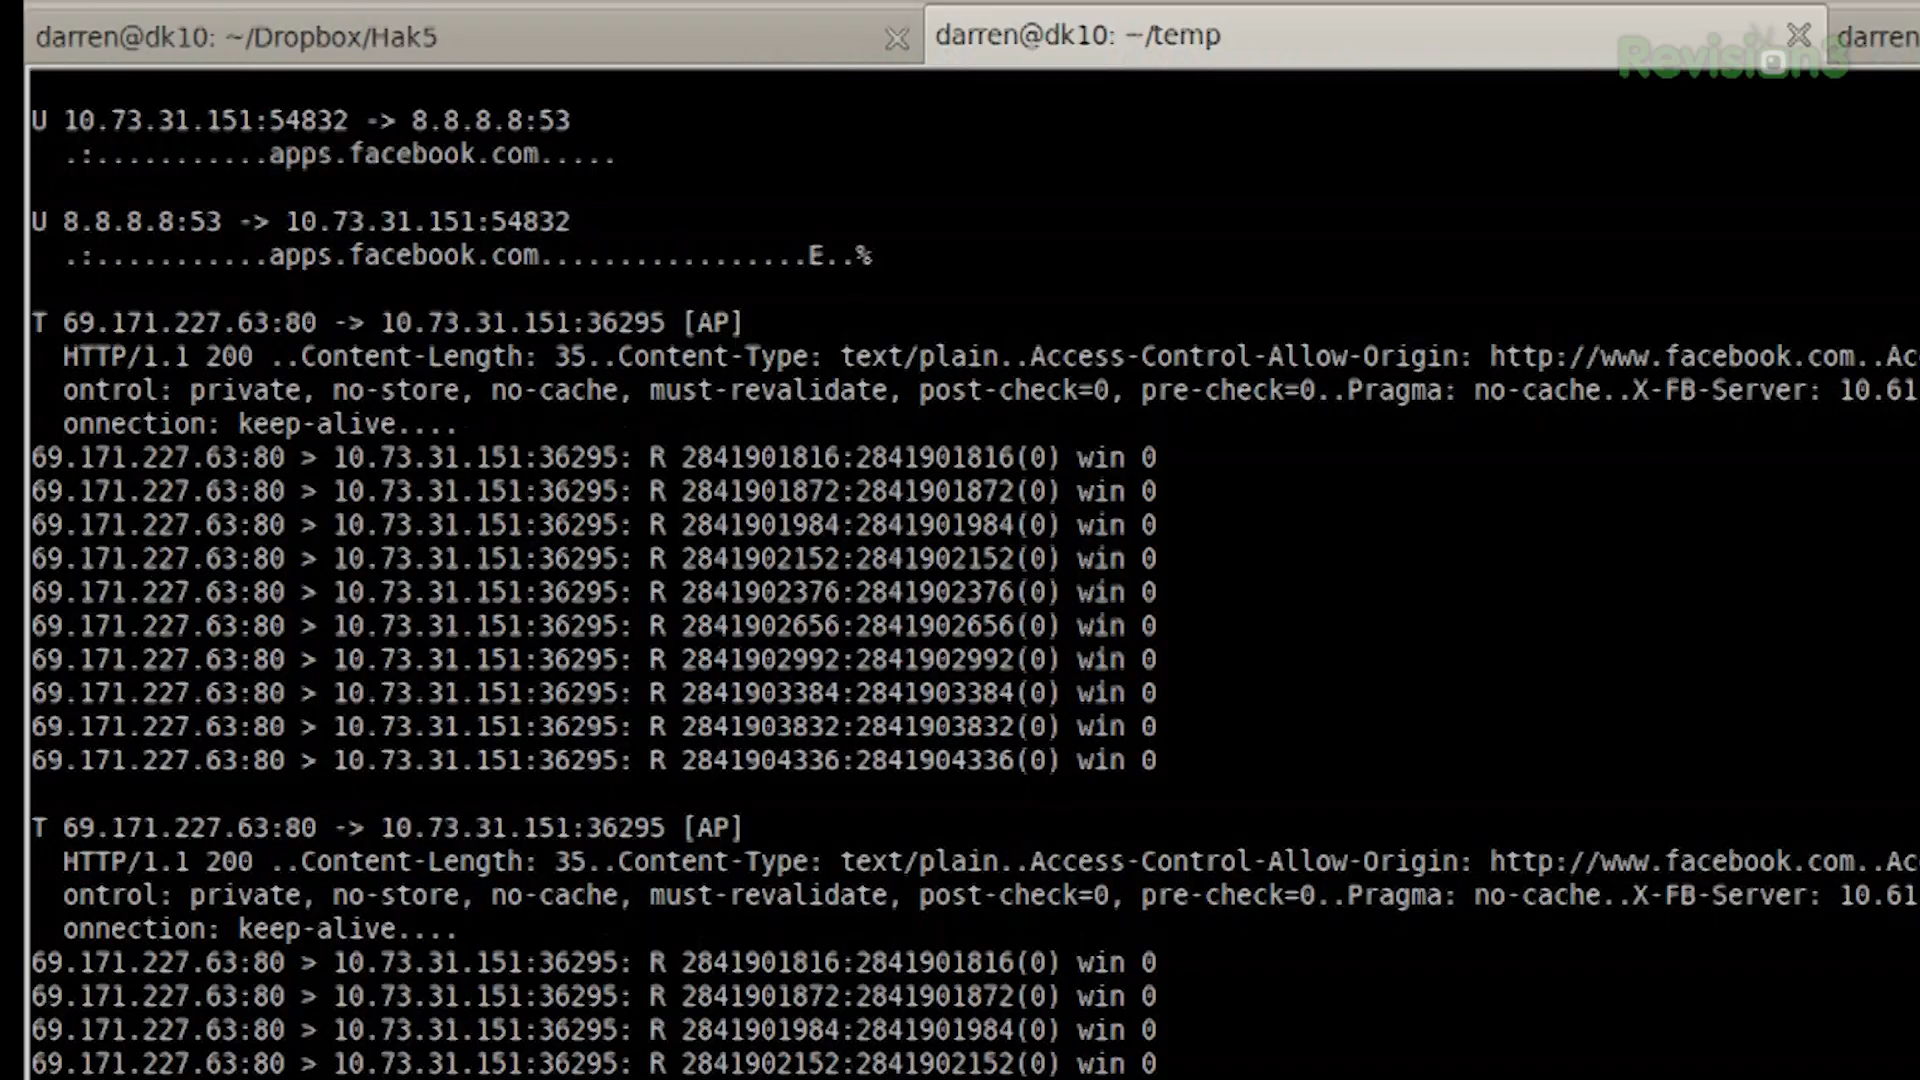 darren@dk10: ~/Dropbox/Hak5
darren@dk10: ~/temp
darren
Revision3
U 10.73.31.151:54832 -> 8.8.8.8:53
.:...........apps.facebook.com.....
U 8.8.8.8:53 -> 10.73.31.151:54832
.:...........apps.facebook.com.................E..%
T 69.171.227.63:80 -> 10.73.31.151:36295 [AP]
HTTP/1.1 200 ..Content-Length: 35..Content-Type: text/plain..Access-Control-Allow-Origin: http://www.facebook.com..Ac
ontrol: private, no-store, no-cache, must-revalidate, post-check=0, pre-check=0..Pragma: no-cache..X-FB-Server: 10.61
onnection: keep-alive....
69.171.227.63:80 > 10.73.31.151:36295: R 2841901816:2841901816(0) win 0
69.171.227.63:80 > 10.73.31.151:36295: R 2841901872:2841901872(0) win 0
69.171.227.63:80 > 10.73.31.151:36295: R 2841901984:2841901984(0) win 0
69.171.227.63:80 > 10.73.31.151:36295: R 2841902152:2841902152(0) win 0
69.171.227.63:80 > 10.73.31.151:36295: R 2841902376:2841902376(0) win 0
69.171.227.63:80 > 10.73.31.151:36295: R 2841902656:2841902656(0) win 0
69.171.227.63:80 > 10.73.31.151:36295: R 2841902992:2841902992(0) win 0
69.171.227.63:80 > 10.73.31.151:36295: R 2841903384:2841903384(0) win 0
69.171.227.63:80 > 10.73.31.151:36295: R 2841903832:2841903832(0) win 0
69.171.227.63:80 > 10.73.31.151:36295: R 2841904336:2841904336(0) win 0
T 69.171.227.63:80 -> 10.73.31.151:36295 [AP]
HTTP/1.1 200 ..Content-Length: 35..Content-Type: text/plain..Access-Control-Allow-Origin: http://www.facebook.com..Ac
ontrol: private, no-store, no-cache, must-revalidate, post-check=0, pre-check=0..Pragma: no-cache..X-FB-Server: 10.61
onnection: keep-alive....
69.171.227.63:80 > 10.73.31.151:36295: R 2841901816:2841901816(0) win 0
69.171.227.63:80 > 10.73.31.151:36295: R 2841901872:2841901872(0) win 0
69.171.227.63:80 > 10.73.31.151:36295: R 2841901984:2841901984(0) win 0
69.171.227.63:80 > 10.73.31.151:36295: R 2841902152:2841902152(0) win 0